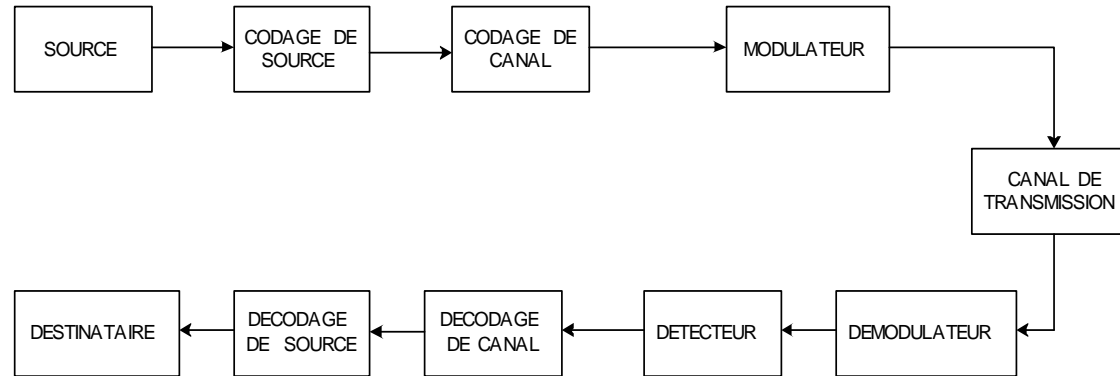 SOURCE
CODAGE DE
SOURCE
CODAGE DE
CANAL
MODULATEUR
CANAL DE
TRANSMISSION
DESTINATAIRE
DECODAGE
DE SOURCE
DECODAGE
DE CANAL
DETECTEUR
DEMODULATEUR